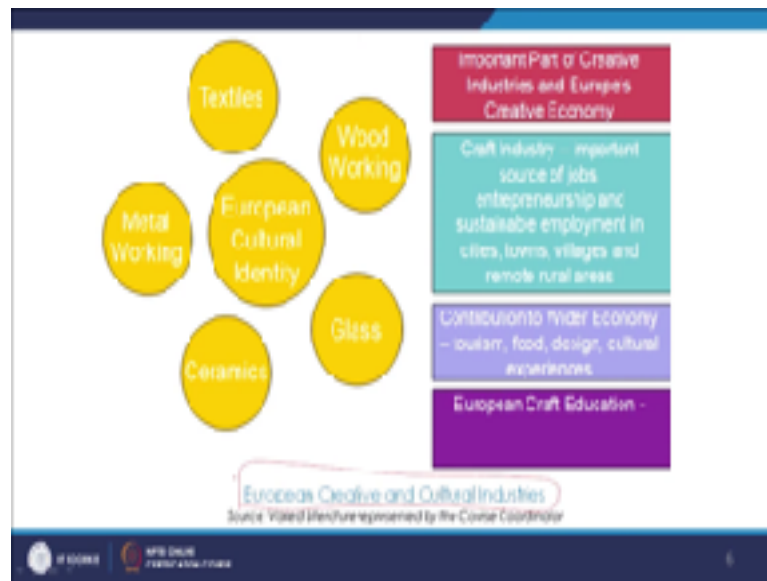 Textiles
Wood
Working
European
Cultural
Identity
Metal
Working
Glass
Ceramics
Important Part of Creative
Industries and Europe's
Creative Economy
Craft Industry – important
source of jobs
entrepreneurship and
sustainable employment in
cities, towns, villages and
remote rural areas
Contribution to Wider Economy
– tourism, food, design, cultural
experiences
European Craft Education -
European Creative and Cultural Industries
Source: Varied literature represented by the Course Coordinator
IIT ROORKEE
NPTEL ONLINE
CERTIFICATION COURSE
6